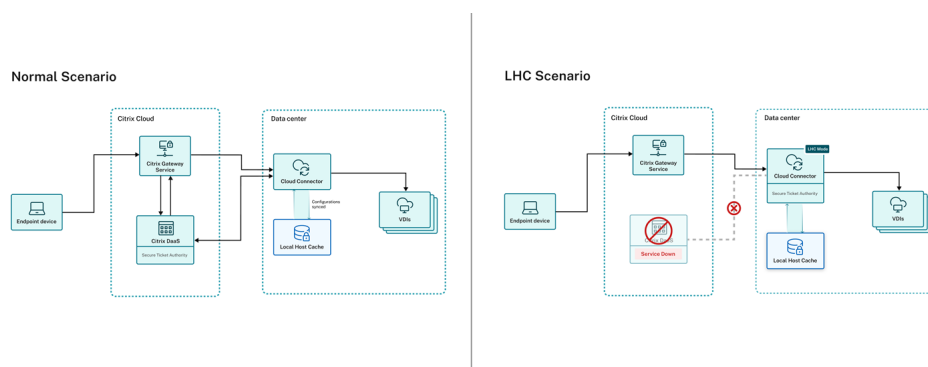 Normal Scenario
Citrix Cloud
Data center
Citrix Gateway
Service
Cloud Connector
Configurations
synced
Endpoint device
VDIs
Citrix DaaS
Secure Ticket Authority
Local Host Cache
LHC Scenario
Citrix Cloud
Data center
LHC Mode
Citrix Gateway
Service
Cloud Connector
Secure Ticket Authority
Endpoint device
VDIs
Citrix DaaS
Service Down
Local Host Cache